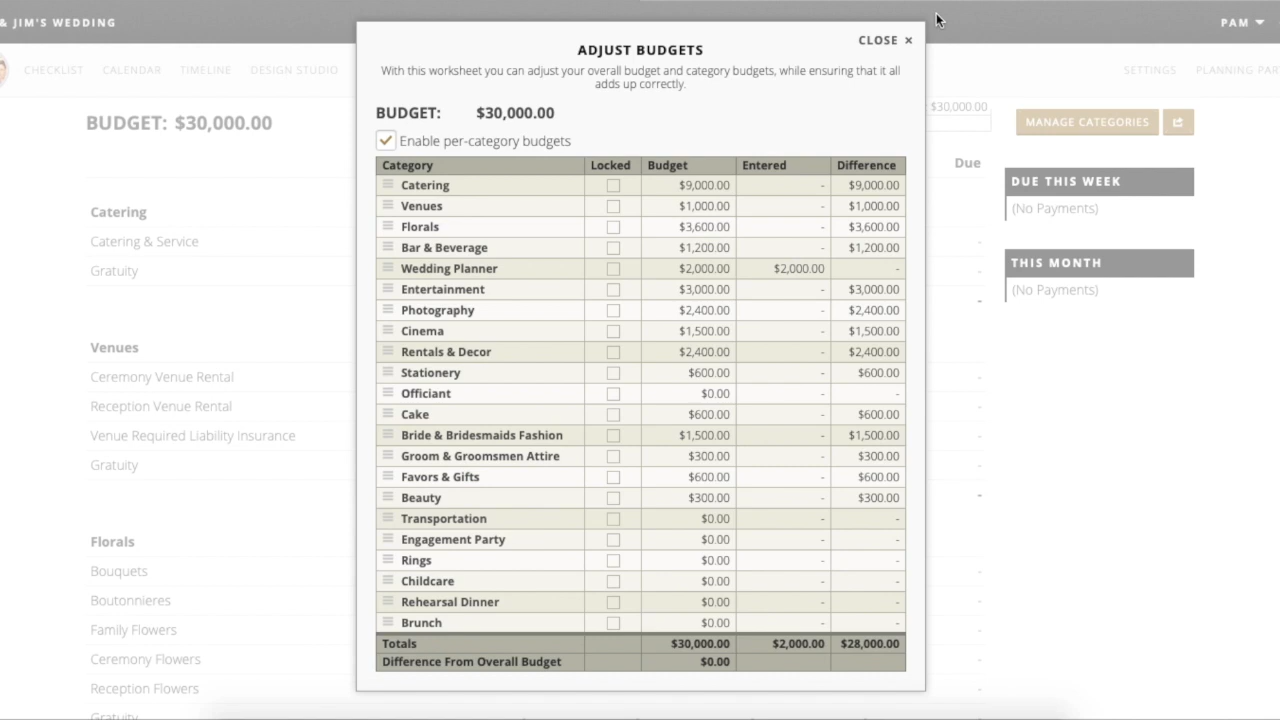 & JIM'S WEDDING
PAM
CHECKLIST CALENDAR TIMELINE DESIGN STUDIO
SETTINGS PLANNING PAR
BUDGET: $30,000.00
$30,000.00
MANAGE CATEGORIES
Due
Catering
Catering & Service -
Gratuity -
-
Venues
Ceremony Venue Rental -
Reception Venue Rental -
Venue Required Liability Insurance -
Gratuity -
-
Florals
Bouquets -
Boutonnieres -
Family Flowers -
Ceremony Flowers -
Reception Flowers -
Gratuity
DUE THIS WEEK
(No Payments)
THIS MONTH
(No Payments)
CLOSE ×
ADJUST BUDGETS
With this worksheet you can adjust your overall budget and category budgets, while ensuring that it all
adds up correctly.
BUDGET: $30,000.00
Enable per-category budgets
Category Locked Budget Entered Difference
Catering $9,000.00 - $9,000.00
Venues $1,000.00 - $1,000.00
Florals $3,600.00 - $3,600.00
Bar & Beverage $1,200.00 - $1,200.00
Wedding Planner $2,000.00 $2,000.00 -
Entertainment $3,000.00 - $3,000.00
Photography $2,400.00 - $2,400.00
Cinema $1,500.00 - $1,500.00
Rentals & Decor $2,400.00 - $2,400.00
Stationery $600.00 - $600.00
Officiant $0.00 - -
Cake $600.00 - $600.00
Bride & Bridesmaids Fashion $1,500.00 - $1,500.00
Groom & Groomsmen Attire $300.00 - $300.00
Favors & Gifts $600.00 - $600.00
Beauty $300.00 - $300.00
Transportation $0.00 - -
Engagement Party $0.00 - -
Rings $0.00 - -
Childcare $0.00 - -
Rehearsal Dinner $0.00 - -
Brunch $0.00 - -
Totals $30,000.00 $2,000.00 $28,000.00
Difference From Overall Budget $0.00